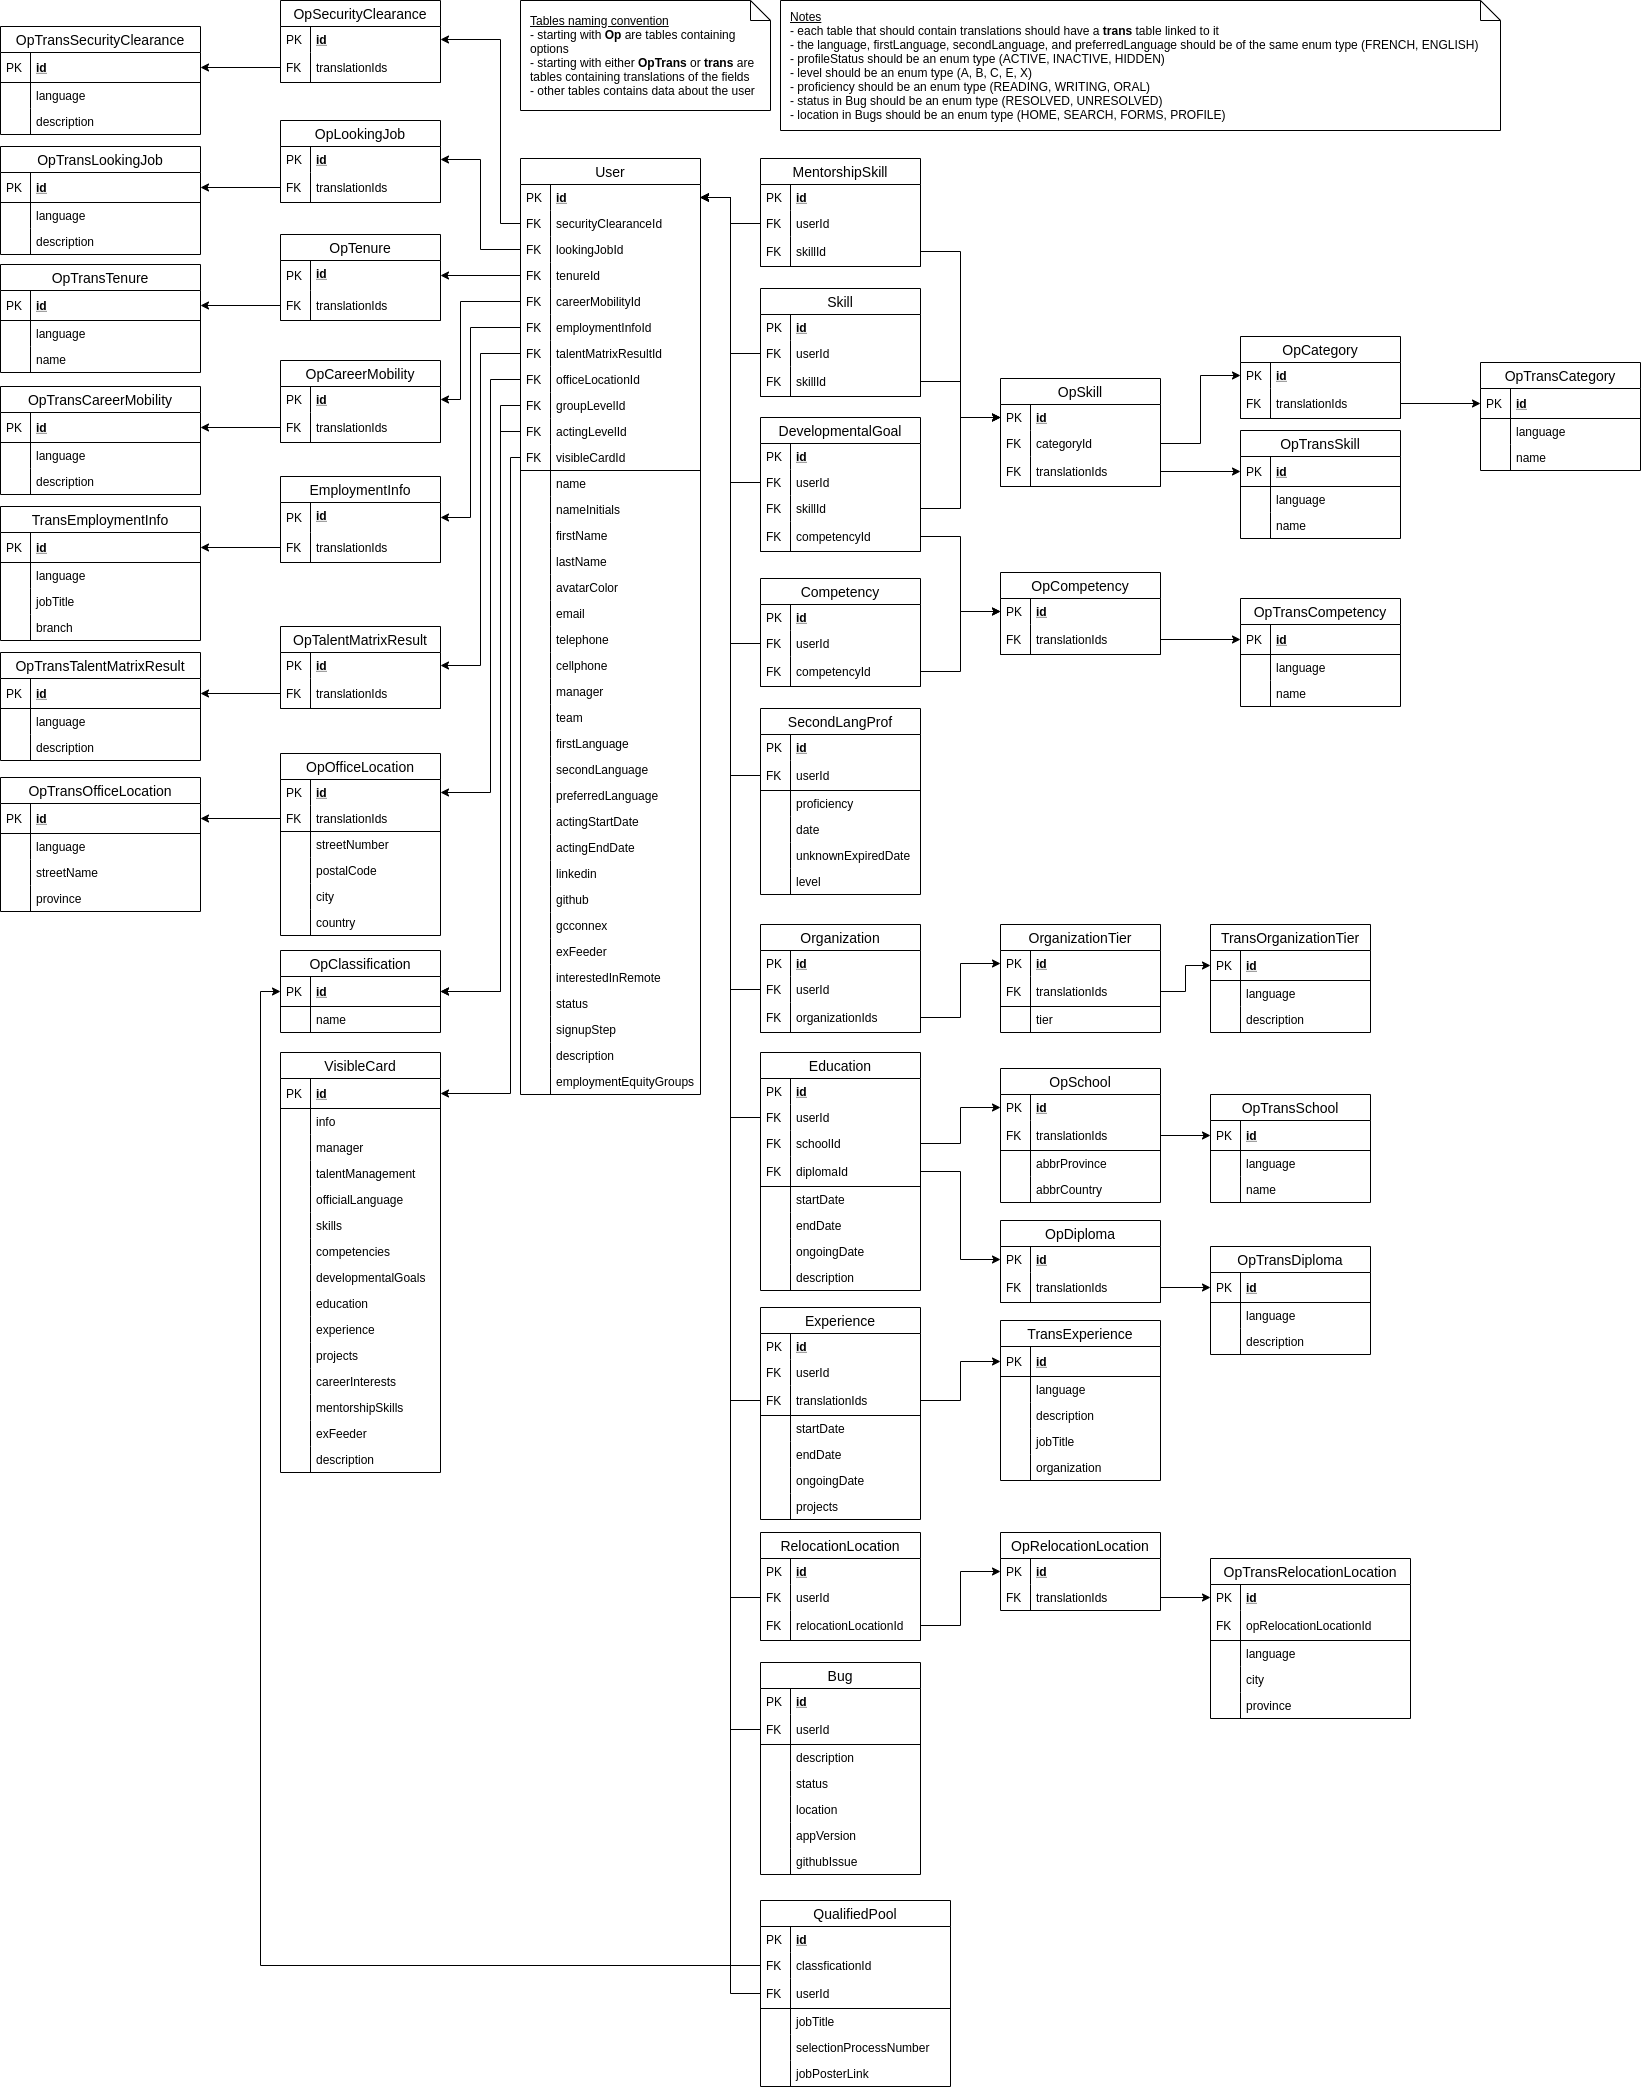 Tables naming convention
- starting with Op are tables containing
options
- starting with either OpTrans or trans are
tables containing translations of the fields
- other tables contains data about the user
Notes
- each table that should contain translations should have a trans table linked to it
- the language, firstLanguage, secondLanguage, and preferredLanguage should be of the same enum type (FRENCH, ENGLISH)
- profileStatus should be an enum type (ACTIVE, INACTIVE, HIDDEN)
- level should be an enum type (A, B, C, E, X)
- proficiency should be an enum type (READING, WRITING, ORAL)
- status in Bug should be an enum type (RESOLVED, UNRESOLVED)
- location in Bugs should be an enum type (HOME, SEARCH, FORMS, PROFILE)
OpTransSecurityClearance
PK id
language
description
OpTransLookingJob
PK id
language
description
OpTransTenure
PK id
language
name
OpTransCareerMobility
PK id
language
description
TransEmploymentInfo
PK id
language
jobTitle
branch
OpTransTalentMatrixResult
PK id
language
description
OpTransOfficeLocation
PK id
language
streetName
province
OpSecurityClearance
PK id
FK translationIds
OpLookingJob
PK id
FK translationIds
OpTenure
PK id
FK translationIds
OpCareerMobility
PK id
FK translationIds
EmploymentInfo
PK id
FK translationIds
OpTalentMatrixResult
PK id
FK translationIds
OpOfficeLocation
PK id
FK translationIds
streetNumber
postalCode
city
country
OpClassification
PK id
name
VisibleCard
PK id
info
manager
talentManagement
officialLanguage
skills
competencies
developmentalGoals
education
experience
projects
careerInterests
mentorshipSkills
exFeeder
description
User
PK id
FK securityClearanceId
FK lookingJobId
FK tenureId
FK careerMobilityId
FK employmentInfoId
FK talentMatrixResultId
FK officeLocationId
FK groupLevelId
FK actingLevelId
FK visibleCardId
name
nameInitials
firstName
lastName
avatarColor
email
telephone
cellphone
manager
team
firstLanguage
secondLanguage
preferredLanguage
actingStartDate
actingEndDate
linkedin
github
gcconnex
exFeeder
interestedInRemote
status
signupStep
description
employmentEquityGroups
MentorshipSkill
PK id
FK userId
FK skillId
Skill
PK id
FK userId
FK skillId
DevelopmentalGoal
PK id
FK userId
FK skillId
FK competencyId
Competency
PK id
FK userId
FK competencyId
SecondLangProf
PK id
FK userId
proficiency
date
unknownExpiredDate
level
Organization
PK id
FK userId
FK organizationIds
Education
PK id
FK userId
FK schoolId
FK diplomaId
startDate
endDate
ongoingDate
description
Experience
PK id
FK userId
FK translationIds
startDate
endDate
ongoingDate
projects
RelocationLocation
PK id
FK userId
FK relocationLocationId
Bug
PK id
FK userId
description
status
location
appVersion
githubIssue
QualifiedPool
PK id
FK classficationId
FK userId
jobTitle
selectionProcessNumber
jobPosterLink
OpSkill
PK id
FK categoryId
FK translationIds
OpCompetency
PK id
FK translationIds
OrganizationTier
PK id
FK translationIds
tier
OpSchool
PK id
FK translationIds
abbrProvince
abbrCountry
OpDiploma
PK id
FK translationIds
TransExperience
PK id
language
description
jobTitle
organization
OpRelocationLocation
PK id
FK translationIds
OpCategory
PK id
FK translationIds
OpTransSkill
PK id
language
name
OpTransCompetency
PK id
language
name
TransOrganizationTier
PK id
language
description
OpTransSchool
PK id
language
name
OpTransDiploma
PK id
language
description
OpTransRelocationLocation
PK id
FK opRelocationLocationId
language
city
province
OpTransCategory
PK id
language
name